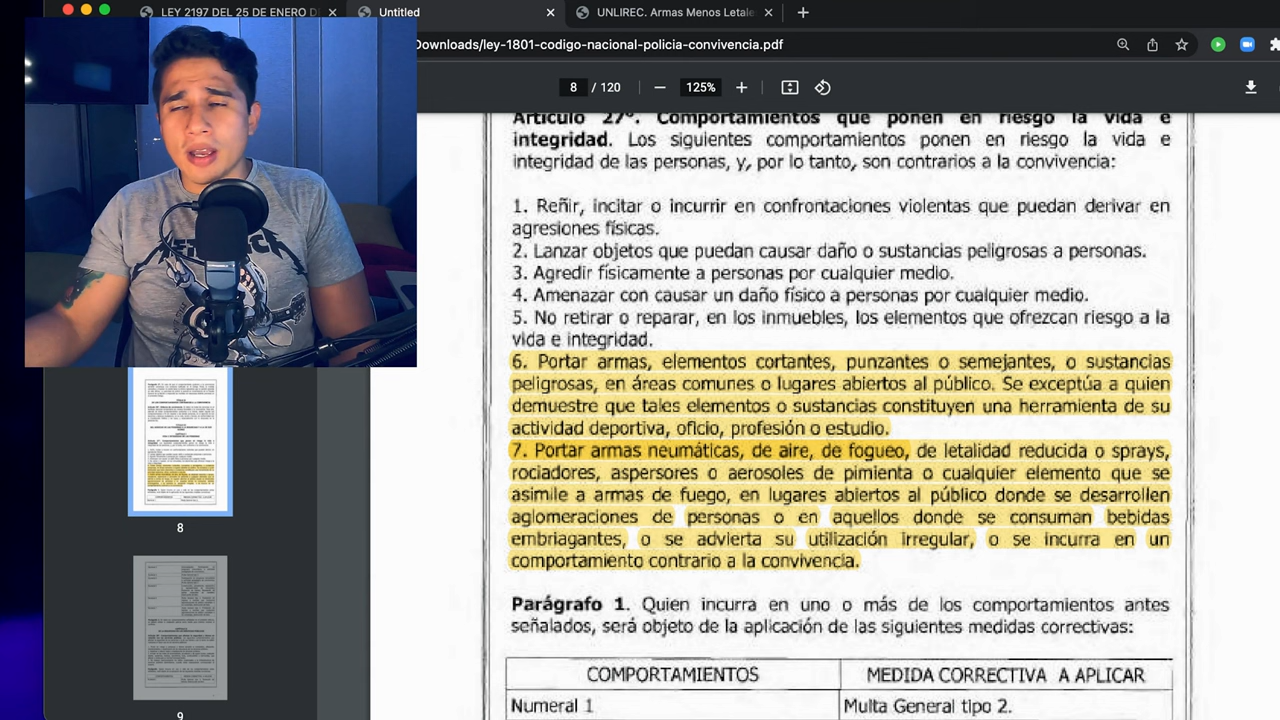 LEY 2197 DEL 25 DE ENERO D
Untitled
UNLIREC. Armas Menos Letale
Downloads/ley-1801-codigo-nacional-policia-convivencia.pdf
8 / 120
125%
Artículo 27º. Comportamientos que ponen en riesgo la vida e
integridad. Los siguientes comportamientos ponen en riesgo la vida e
integridad de las personas, y, por lo tanto, son contrarios a la convivencia:
1. Reñir, incitar o incurrir en confrontaciones violentas que puedan derivar en
agresiones físicas.
2. Lanzar objetos que puedan causar daño o sustancias peligrosas a personas.
3. Agredir físicamente a personas por cualquier medio.
4. Amenazar con causar un daño físico a personas por cualquier medio.
5. No retirar o reparar, en los inmuebles, los elementos que ofrezcan riesgo a la
vida e integridad.
6. Portar armas, elementos cortantes, punzantes o semejantes, o sustancias
peligrosas, en áreas comunes o lugares abiertos al público. Se exceptúa a quien
demuestre que tales elementos o sustancias constituyen una herramienta de su
actividad deportiva, oficio, profesión o estudio.
7. Portar armas neumáticas, de aire, de fogueo, de letalidad reducida o sprays,
rociadores, aspersores o aerosoles de pimienta o cualquier elemento que se
asimile a armas de fuego, en lugares abiertos al público donde se desarrollen
aglomeraciones de personas o en aquellos donde se consuman bebidas
embriagantes, o se advierta su utilización irregular, o se incurra en un
comportamiento contrario a la convivencia.
Parágrafo 1º. Quien incurra en uno o más de los comportamientos antes
señalados, será objeto de la aplicación de las siguientes medidas correctivas:
COMPORTAMIENTOS MEDIDA CORRECTIVA A APLICAR
Numeral 1 Multa General tipo 2.
8
9